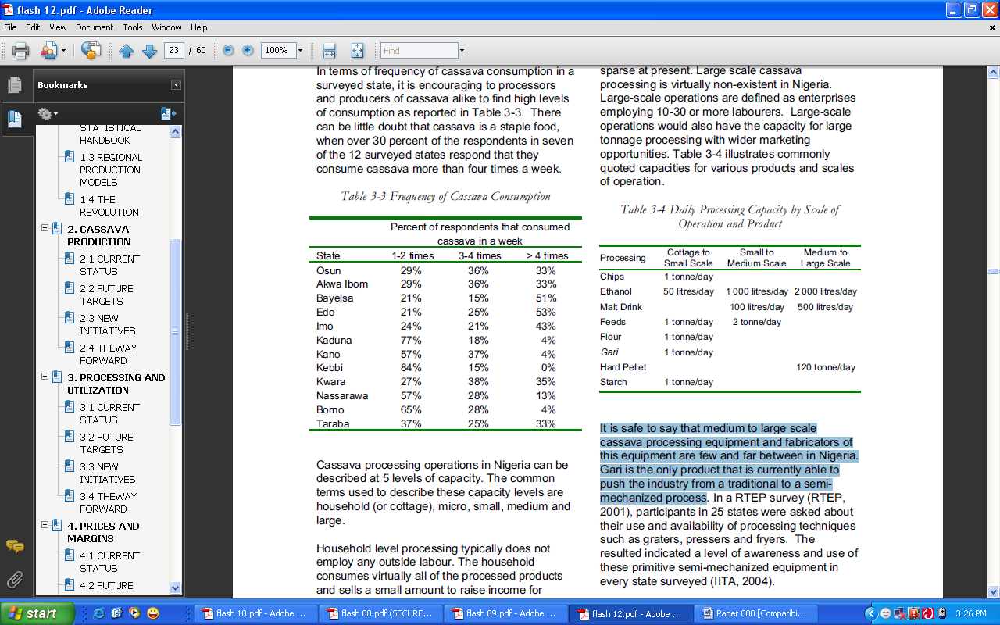 flash 12.pdf - Adobe Reader
File Edit View Document Tools Window Help
23 / 60 100% Find
Bookmarks
STATISTICAL
HANDBOOK
1.3 REGIONAL
PRODUCTION
MODELS
1.4 THE
REVOLUTION
2. CASSAVA
PRODUCTION
2.1 CURRENT
STATUS
2.2 FUTURE
TARGETS
2.3 NEW
INITIATIVES
2.4 THEWAY
FORWARD
3. PROCESSING AND
UTILIZATION
3.1 CURRENT
STATUS
3.2 FUTURE
TARGETS
3.3 NEW
INITIATIVES
3.4 THEWAY
FORWARD
4. PRICES AND
MARGINS
4.1 CURRENT
STATUS
4.2 FUTURE
In terms of frequency of cassava consumption in a
surveyed state, it is encouraging to processors
and producers of cassava alike to find high levels
of consumption as reported in Table 3-3. There
can be little doubt that cassava is a staple food,
when over 30 percent of the respondents in seven
of the 12 surveyed states respond that they
consume cassava more than four times a week.
Table 3-3 Frequency of Cassava Consumption
Percent of respondents that consumed
cassava in a week
State 1-2 times 3-4 times > 4 times
Osun 29% 36% 33%
Akwa Ibom 29% 36% 33%
Bayelsa 21% 15% 51%
Edo 21% 25% 53%
Imo 24% 21% 43%
Kaduna 77% 18% 4%
Kano 57% 37% 4%
Kebbi 84% 15% 0%
Kwara 27% 38% 35%
Nassarawa 57% 28% 13%
Borno 65% 28% 4%
Taraba 37% 25% 33%
Cassava processing operations in Nigeria can be
described at 5 levels of capacity. The common
terms used to describe these capacity levels are
household (or cottage), micro, small, medium and
large.
Household level processing typically does not
employ any outside labour. The household
consumes virtually all of the processed products
and sells a small amount to raise income for
sparse at present. Large scale cassava
processing is virtually non-existent in Nigeria.
Large-scale operations are defined as enterprises
employing 10-30 or more labourers. Large-scale
operations would also have the capacity for large
tonnage processing with wider marketing
opportunities. Table 3-4 illustrates commonly
quoted capacities for various products and scales
of operation.
Table 3-4 Daily Processing Capacity by Scale of
Operation and Product
Processing Cottage to Small Scale Small to Medium Scale Medium to Large Scale
Chips 1 tonne/day
Ethanol 50 litres/day 1 000 litres/day 2 000 litres/day
Malt Drink 100 litres/day 500 litres/day
Feeds 1 tonne/day 2 tonne/day
Flour 1 tonne/day
Gari 1 tonne/day
Hard Pellet 120 tonne/day
Starch 1 tonne/day
It is safe to say that medium to large scale
cassava processing equipment and fabricators of
this equipment are few and far between in Nigeria.
Gari is the only product that is currently able to
push the industry from a traditional to a semi-
mechanized process. In a RTEP survey (RTEP,
2001), participants in 25 states were asked about
their use and availability of processing techniques
such as graters, pressers and fryers. The
resulted indicated a level of awareness and use of
these primitive semi-mechanized equipment in
every state surveyed (IITA, 2004).
start flash 10.pdf - Adobe ... flash 08.pdf (SECURE... flash 09.pdf - Adobe ... flash 12.pdf - Adobe ... Paper 008 [Compatibi... 3:26 PM